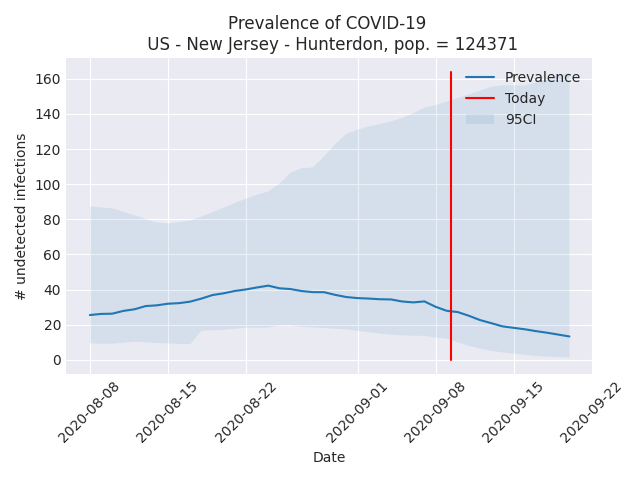 Prevalence of COVID-19
US - New Jersey - Hunterdon, pop. = 124371
# undetected infections
160
140
120
100
80
60
40
20
0
Prevalence
Today
95CI
2020-08-08
2020-08-15
2020-08-22
2020-09-01
2020-09-08
2020-09-15
2020-09-22
Date